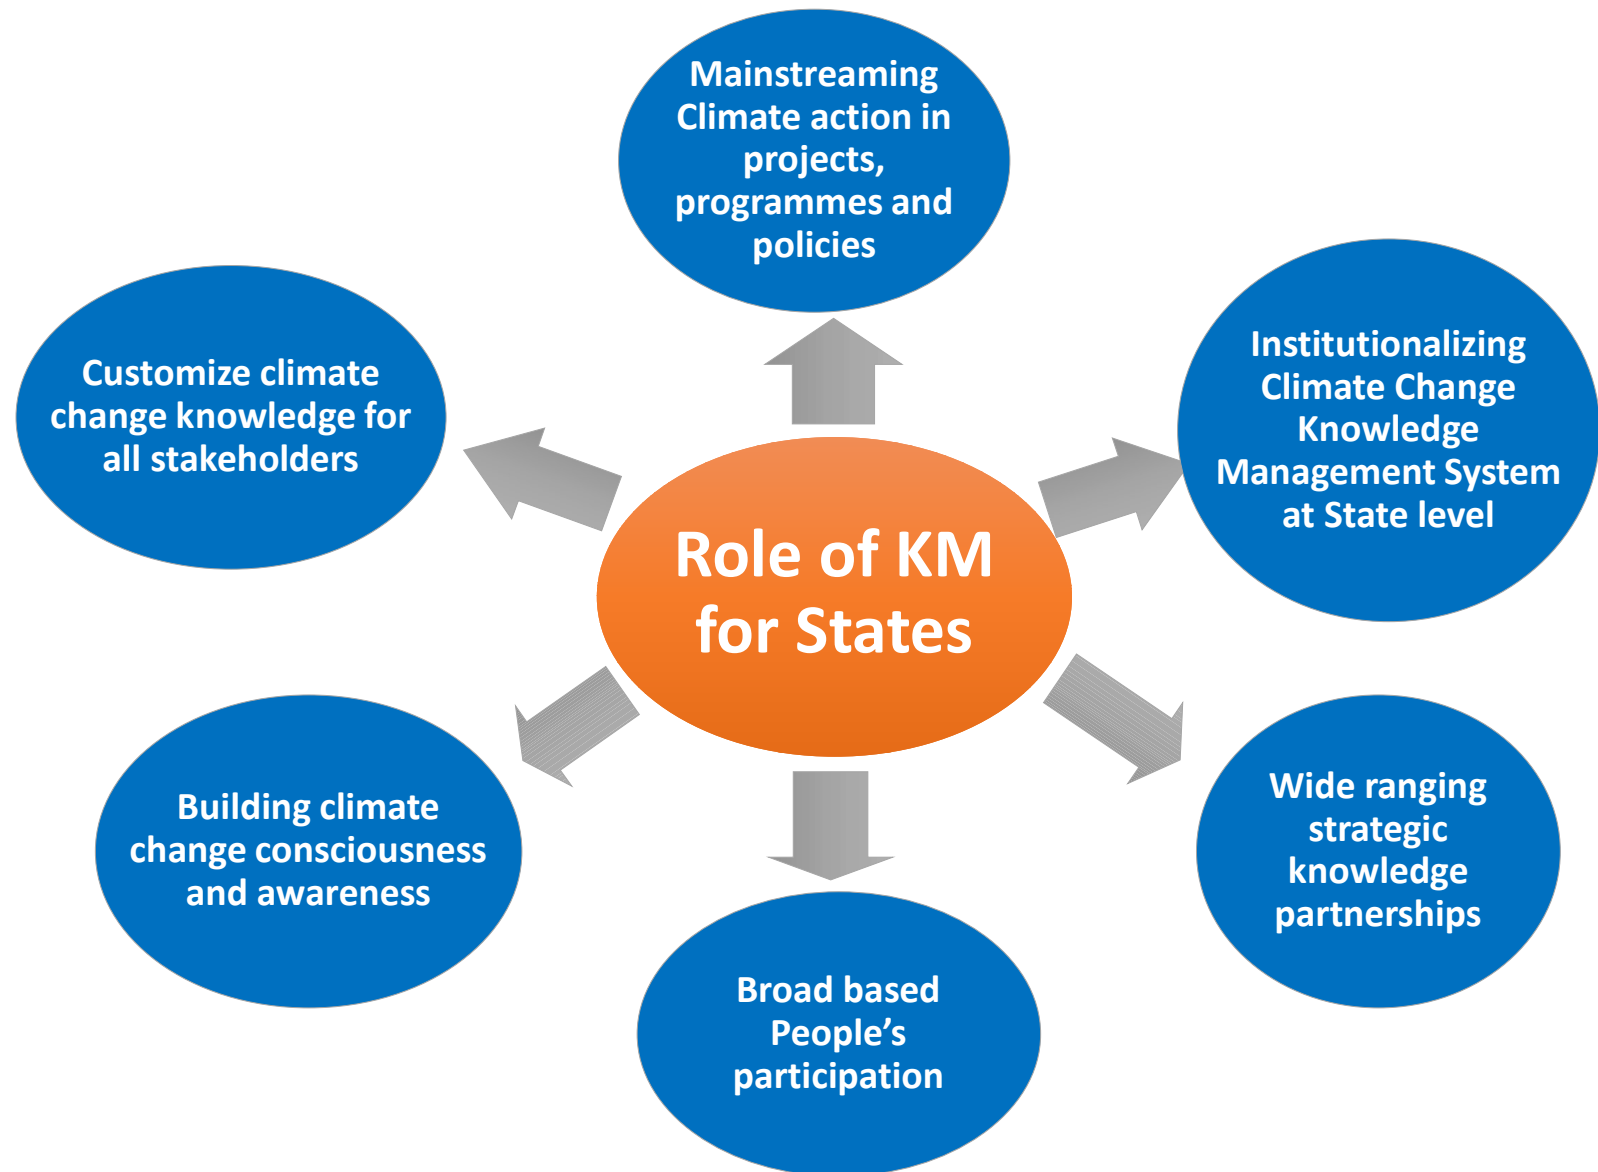 Mainstreaming
Climate action in
projects,
programmes and
policies
Institutionalizing
Climate Change
Knowledge
Management System
at State level
Wide ranging
strategic
knowledge
partnerships
Broad based
People’s
participation
Building climate
change consciousness
and awareness
Customize climate
change knowledge for
all stakeholders
Role of KM
for States